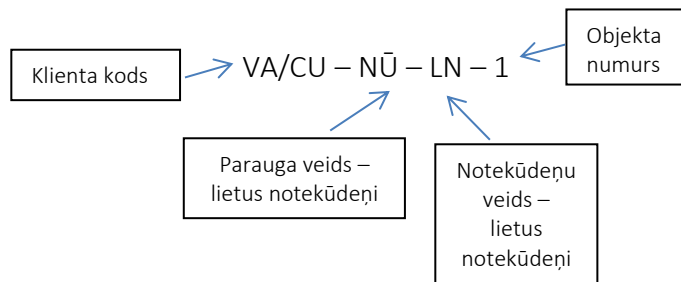 Klienta kods
VA/CU – NŪ – LN – 1
Objekta
numurs
Parauga veids –
lietus notekūdeņi
Notekūdeņu
veids –
lietus
notekūdeņi